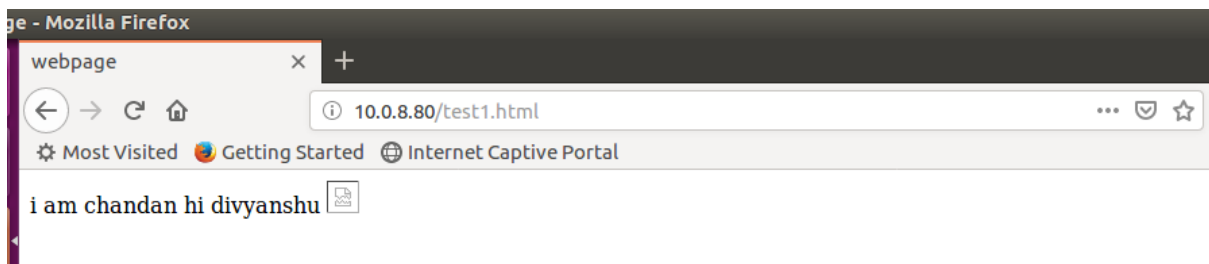 ge - Mozilla Firefox
webpage
10.0.8.80/test1.html
Most Visited Getting Started Internet Captive Portal
i am chandan hi divyanshu